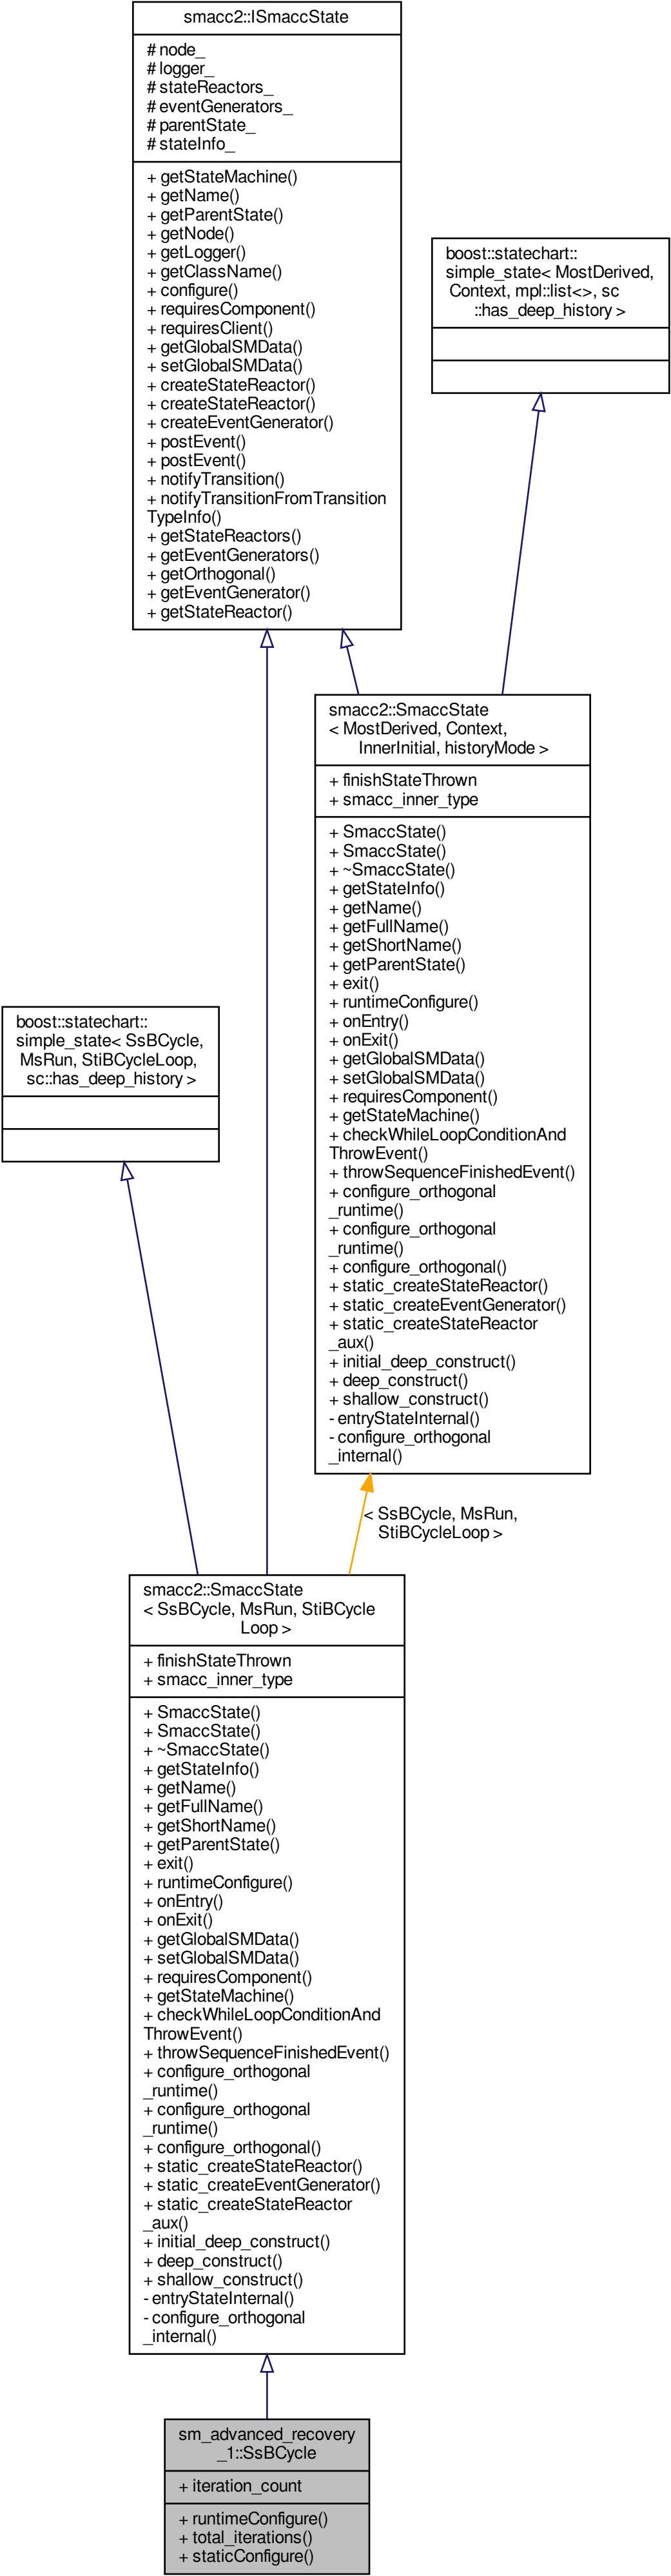 smacc2::ISmaccState
# node_
# logger_
# stateReactors_
# eventGenerators_
# parentState_
# stateInfo_
+ getStateMachine()
+ getName()
+ getParentState()
+ getNode()
+ getLogger()
+ getClassName()
+ configure()
+ requiresComponent()
+ requiresClient()
+ getGlobalSMData()
+ setGlobalSMData()
+ createStateReactor()
+ createStateReactor()
+ createEventGenerator()
+ postEvent()
+ postEvent()
+ notifyTransition()
+ notifyTransitionFromTransition
TypeInfo()
+ getStateReactors()
+ getEventGenerators()
+ getOrthogonal()
+ getEventGenerator()
+ getStateReactor()
boost::statechart::
simple_state< MostDerived,
Context, mpl::list<>, sc
::has_deep_history >
smacc2::SmaccState
< MostDerived, Context,
InnerInitial, historyMode >
+ finishStateThrown
+ smacc_inner_type
+ SmaccState()
+ SmaccState()
+ ~SmaccState()
+ getStateInfo()
+ getName()
+ getFullName()
+ getShortName()
+ getParentState()
+ exit()
+ runtimeConfigure()
+ onEntry()
+ onExit()
+ getGlobalSMData()
+ setGlobalSMData()
+ requiresComponent()
+ getStateMachine()
+ checkWhileLoopConditionAnd
ThrowEvent()
+ throwSequenceFinishedEvent()
+ configure_orthogonal
_runtime()
+ configure_orthogonal
_runtime()
+ configure_orthogonal()
+ static_createStateReactor()
+ static_createEventGenerator()
+ static_createStateReactor
_aux()
+ initial_deep_construct()
+ deep_construct()
+ shallow_construct()
- entryStateInternal()
- configure_orthogonal
_internal()
boost::statechart::
simple_state< SsBCycle,
MsRun, StiBCycleLoop,
sc::has_deep_history >
< SsBCycle, MsRun,
StiBCycleLoop >
smacc2::SmaccState
< SsBCycle, MsRun, StiBCycle
Loop >
+ finishStateThrown
+ smacc_inner_type
+ SmaccState()
+ SmaccState()
+ ~SmaccState()
+ getStateInfo()
+ getName()
+ getFullName()
+ getShortName()
+ getParentState()
+ exit()
+ runtimeConfigure()
+ onEntry()
+ onExit()
+ getGlobalSMData()
+ setGlobalSMData()
+ requiresComponent()
+ getStateMachine()
+ checkWhileLoopConditionAnd
ThrowEvent()
+ throwSequenceFinishedEvent()
+ configure_orthogonal
_runtime()
+ configure_orthogonal
_runtime()
+ configure_orthogonal()
+ static_createStateReactor()
+ static_createEventGenerator()
+ static_createStateReactor
_aux()
+ initial_deep_construct()
+ deep_construct()
+ shallow_construct()
- entryStateInternal()
- configure_orthogonal
_internal()
sm_advanced_recovery
_1::SsBCycle
+ iteration_count
+ runtimeConfigure()
+ total_iterations()
+ staticConfigure()